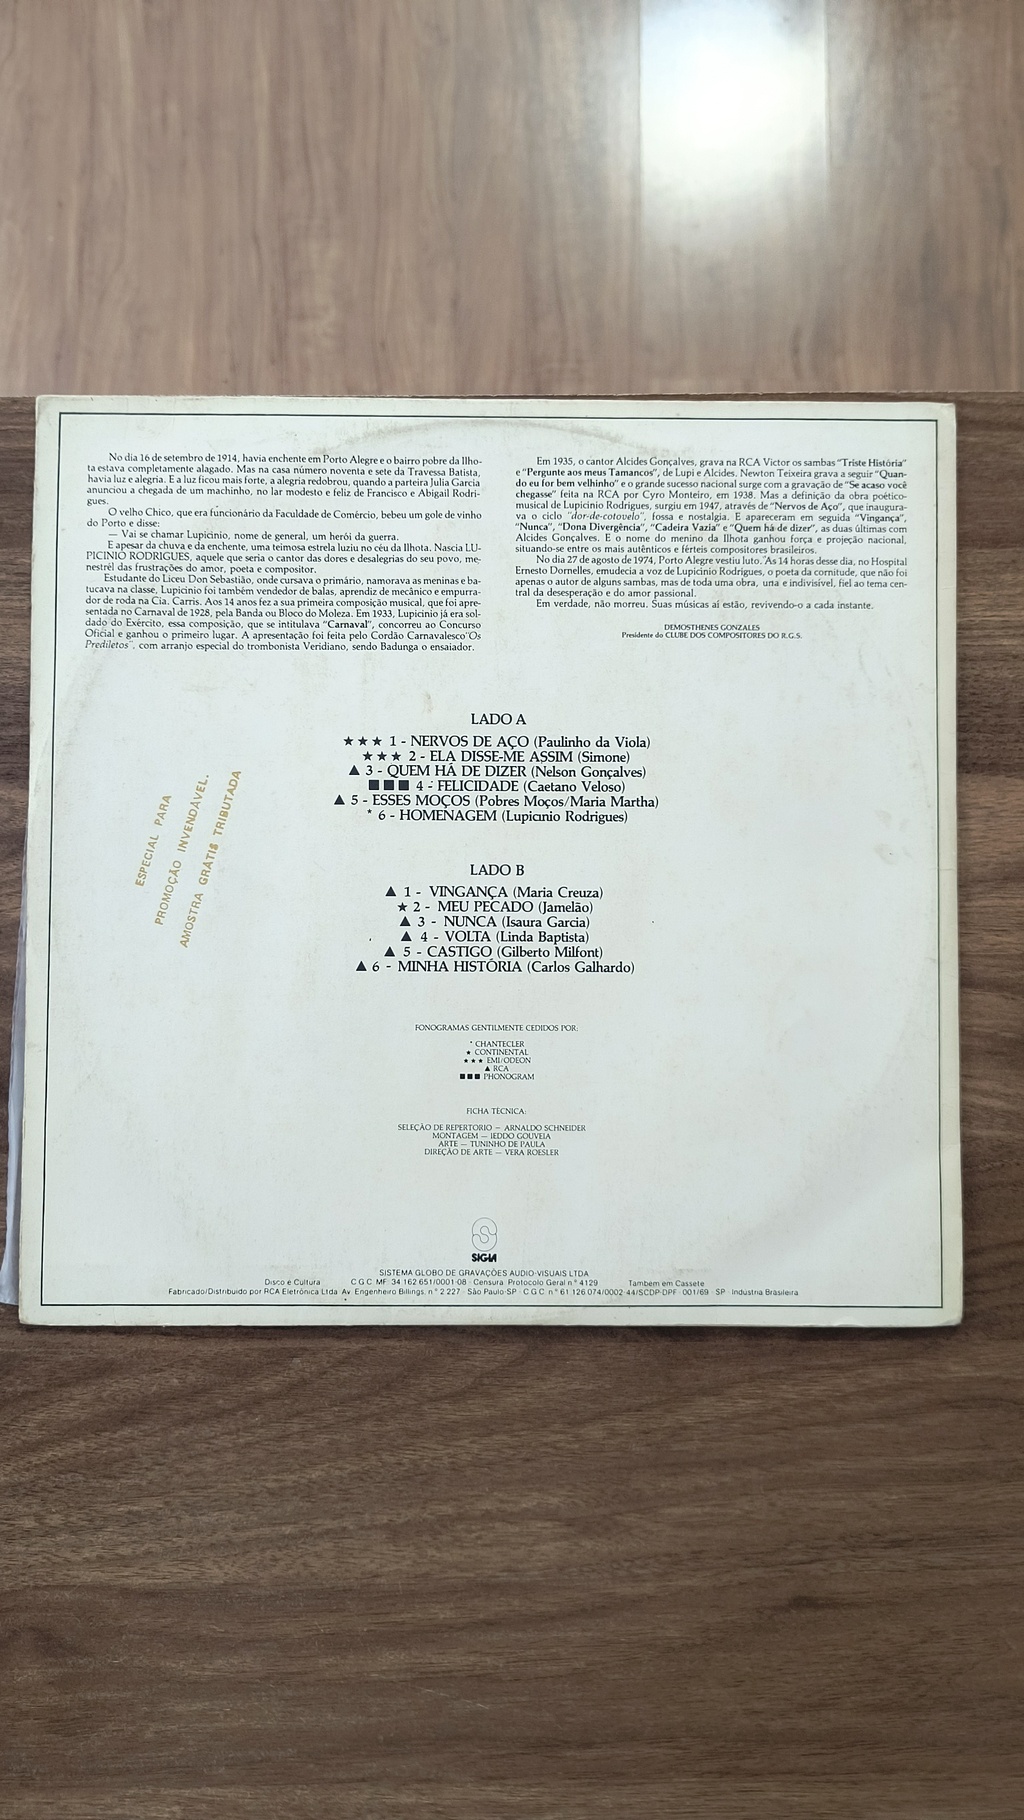 No dia 16 de setembro de 1914, havia enchente em Porto Alegre e o bairro pobre da Ilho-
ta estava completamente alagado. Mas na casa número noventa e sete da Travessa Batista,
havia luz e alegria. E a luz ficou mais forte, a alegria redobrou, quando a parteira Julia Garcia
anunciou a chegada de um machinho, no lar modesto e feliz de Francisco e Abigail Rodri-
gues.
O velho Chico, que era funcionário da Faculdade de Comércio, bebeu um gole de vinho
do Porto e disse:
— Vai se chamar Lupicinio, nome de general, um herói da guerra.
E apesar da chuva e da enchente, uma teimosa estrela luziu no céu da Ilhota. Nascia LU-
PICINIO RODRIGUES, aquele que seria o cantor das dores e desalegrias do seu povo, me-
nestrel das frustrações do amor, poeta e compositor.
Estudante do Liceu Don Sebastião, onde cursava o primário, namorava as meninas e ba-
tucava na classe, Lupicinio foi também vendedor de balas, aprendiz de mecânico e empurra-
dor de roda na Cia. Carris. Aos 14 anos fez a sua primeira composição musical, que foi apre-
sentada no Carnaval de 1928, pela Banda ou Bloco do Moleza. Em 1933, Lupicinio já era sol-
dado do Exército, essa composição, que se intitulava "Carnaval", concorreu ao Concurso
Oficial e ganhou o primeiro lugar. A apresentação foi feita pelo Cordão Carnavalesco "Os
Prediletos", com arranjo especial do trombonista Veridiano, sendo Badunga o ensaiador.
Em 1935, o cantor Alcides Gonçalves, grava na RCA Victor os sambas "Triste História"
e "Pergunte aos meus Tamancos", de Lupi e Alcides. Newton Teixeira grava a seguir "Quan-
do eu for bem velhinho" e o grande sucesso nacional surge com a gravação de "Se acaso você
chegasse" feita na RCA por Cyro Monteiro, em 1938. Mas a definição da obra poético-
musical de Lupicinio Rodrigues, surgiu em 1947, através de "Nervos de Aço", que inaugura-
va o ciclo "dor-de-cotovelo", fossa e nostalgia. E apareceram em seguida "Vingança",
"Nunca", "Dona Divergência", "Cadeira Vazia" e "Quem há de dizer", as duas últimas com
Alcides Gonçalves. E o nome do menino da Ilhota ganhou força e projeção nacional,
situando-se entre os mais autênticos e férteis compositores brasileiros.
No dia 27 de agosto de 1974, Porto Alegre vestiu luto. Às 14 horas desse dia, no Hospital
Ernesto Dornelles, emudecia a voz de Lupicinio Rodrigues, o poeta da cornitude, que não foi
apenas o autor de alguns sambas, mas de toda uma obra, una e indivisível, fiel ao tema cen-
tral da desesperação e do amor passional.
Em verdade, não morreu. Suas músicas aí estão, revivendo-o a cada instante.
DEMOSTHENES GONZALES
Presidente do CLUBE DOS COMPOSITORES DO R.G.S.
LADO A
★★★ 1 - NERVOS DE AÇO (Paulinho da Viola)
★★★ 2 - ELA DISSE-ME ASSIM (Simone)
▲ 3 - QUEM HÁ DE DIZER (Nelson Gonçalves)
■■■ 4 - FELICIDADE (Caetano Veloso)
▲ 5 - ESSES MOÇOS (Pobres Moços/Maria Martha)
* 6 - HOMENAGEM (Lupicinio Rodrigues)
ESPECIAL PARA
PROMOÇÃO INVENDÁVEL.
AMOSTRA GRÁTIS TRIBUTADA
LADO B
▲ 1 - VINGANÇA (Maria Creuza)
★ 2 - MEU PECADO (Jamelão)
▲ 3 - NUNCA (Isaura Garcia)
▲ 4 - VOLTA (Linda Baptista)
▲ 5 - CASTIGO (Gilberto Milfont)
▲ 6 - MINHA HISTÓRIA (Carlos Galhardo)
FONOGRAMAS GENTILMENTE CEDIDOS POR:
* CHANTECLER
★ CONTINENTAL
★★★ EMI/ODEON
▲ RCA
■■■ PHONOGRAM
FICHA TÉCNICA:
SELEÇÃO DE REPERTORIO — ARNALDO SCHNEIDER
MONTAGEM — IEDDO GOUVEIA
ARTE — TUNINHO DE PAULA
DIREÇÃO DE ARTE — VERA ROESLER
SIGLA
SISTEMA GLOBO DE GRAVAÇÕES AUDIO-VISUAIS LTDA
Disco é Cultura C G C MF: 34 162 651/0001-08 - Censura Protocolo Geral n° 4129 Também em Cassete
Fabricado/Distribuido por RCA Eletrônica Ltda Av Engenheiro Billings, n° 2 227 - São Paulo-SP - C G C n° 61 126 074/0002-44/SCDP-DPF - 001/69 - SP - Indústria Brasileira